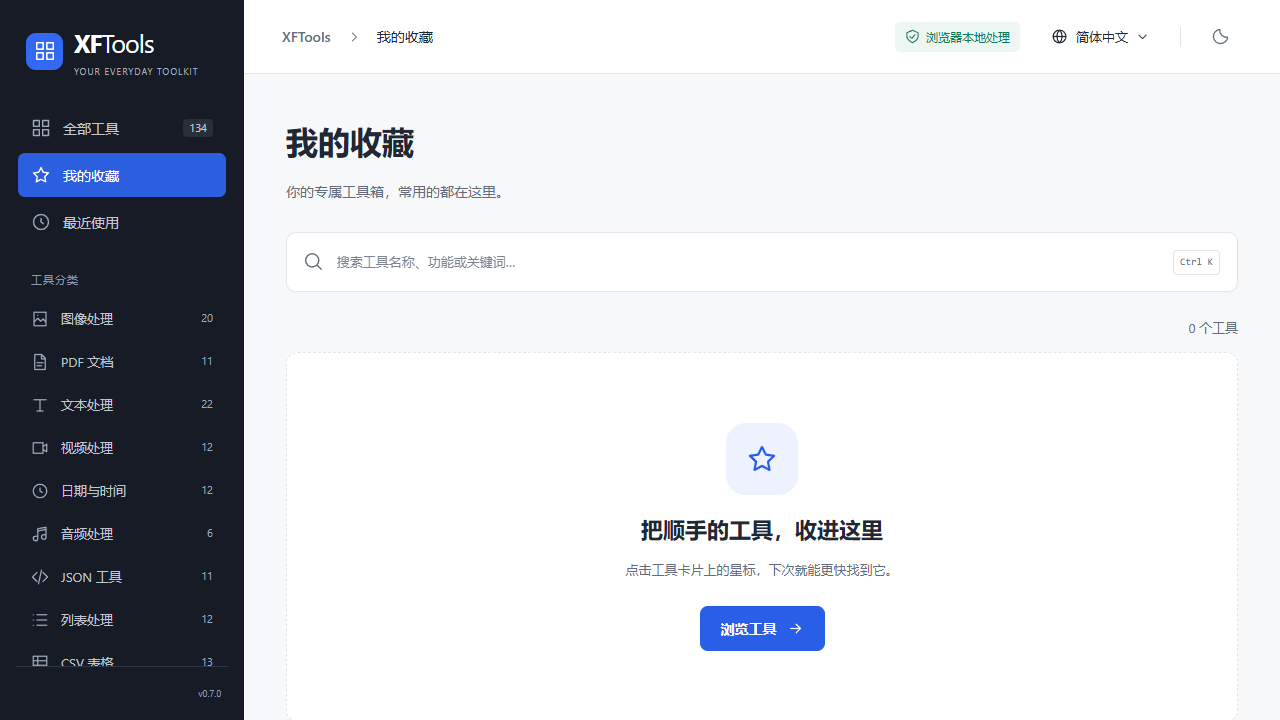 XFTools
YOUR EVERYDAY TOOLKIT
全部工具 134
我的收藏
最近使用
工具分类
图像处理 20
PDF 文档 11
文本处理 22
视频处理 12
日期与时间 12
音频处理 6
JSON 工具 11
列表处理 12
CSV 表格 13
v0.7.0
XFTools > 我的收藏
浏览器本地处理
简体中文
我的收藏
你的专属工具箱，常用的都在这里。
搜索工具名称、功能或关键词...
Ctrl K
0 个工具
把顺手的工具，收进这里
点击工具卡片上的星标，下次就能更快找到它。
浏览工具 →